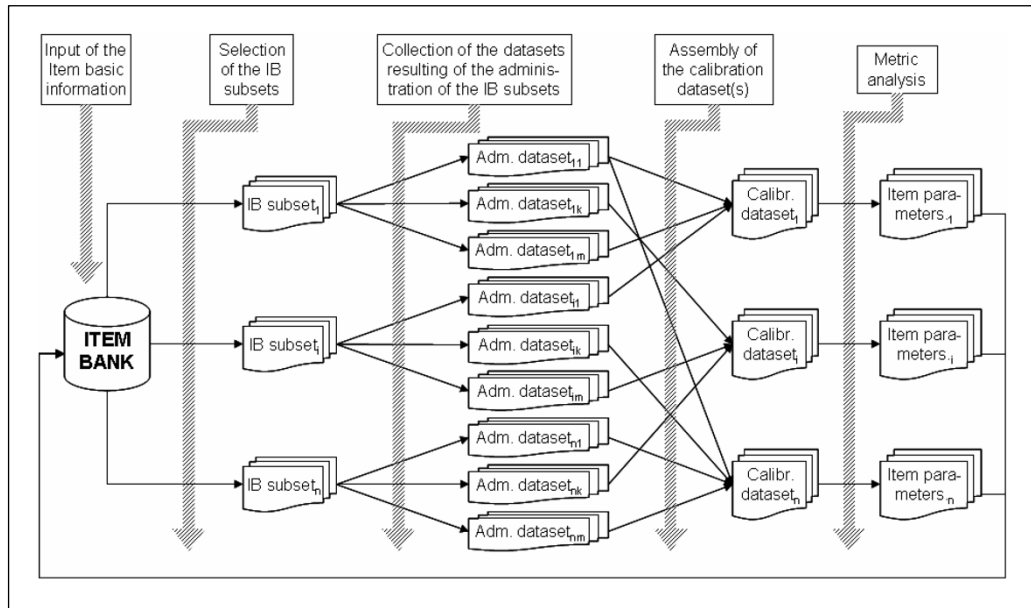 Input of the
Item basic
information
Selection
of the IB
subsets
Collection of the datasets
resulting of the adminis-
tration of the IB subsets
Assembly of
the calibration
dataset(s)
Metric
analysis
ITEM
BANK
IB subset1
IB subseti
IB subsetn
Adm. dataset11
Adm. dataset1k
Adm. dataset1m
Adm. dataseti1
Adm. datasetik
Adm. datasetim
Adm. datasetn1
Adm. datasetnk
Adm. datasetnm
Calibr.
dataset1
Calibr.
dataseti
Calibr.
datasetn
Item para-
meters.1
Item para-
meters.i
Item para-
meters.n